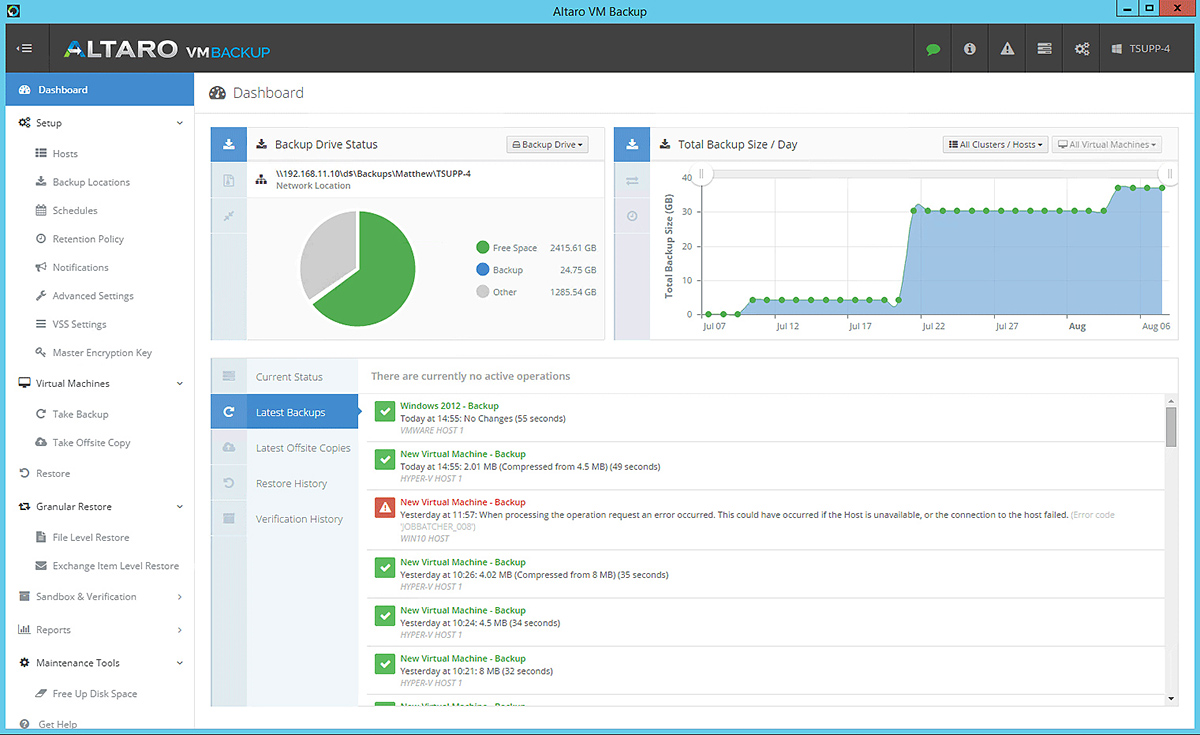 Altaro VM Backup
ALTARO VMBACKUP
TSUPP-4
Dashboard
Setup
Hosts
Backup Locations
Schedules
Retention Policy
Notifications
Advanced Settings
VSS Settings
Master Encryption Key
Virtual Machines
Take Backup
Take Offsite Copy
Restore
Granular Restore
File Level Restore
Exchange Item Level Restore
Sandbox & Verification
Reports
Maintenance Tools
Free Up Disk Space
Get Help
Dashboard
Backup Drive Status
Backup Drive
\\192.168.11.10\d$\Backups\Matthew\TSUPP-4
Network Location
Free Space 2415.61 GB
Backup 24.75 GB
Other 1285.54 GB
Total Backup Size / Day
All Clusters / Hosts
All Virtual Machines
Total Backup Size (GB)
40
30
20
10
0
Jul 07 Jul 12 Jul 17 Jul 22 Jul 27 Aug Aug 06
Current Status
Latest Backups
Latest Offsite Copies
Restore History
Verification History
There are currently no active operations
Windows 2012 - Backup
Today at 14:55: No Changes (55 seconds)
VMWARE HOST 1
New Virtual Machine - Backup
Today at 14:55: 2.01 MB (Compressed from 4.5 MB) (49 seconds)
HYPER-V HOST 1
New Virtual Machine - Backup
Yesterday at 11:57: When processing the operation request an error occurred. This could have occurred if the Host is unavailable, or the connection to the host failed. (Error code
'JOBBATCHER_008')
WIN10 HOST
New Virtual Machine - Backup
Yesterday at 10:26: 4.02 MB (Compressed from 8 MB) (35 seconds)
HYPER-V HOST 1
New Virtual Machine - Backup
Yesterday at 10:24: 4.5 MB (34 seconds)
HYPER-V HOST 1
New Virtual Machine - Backup
Yesterday at 10:21: 8 MB (32 seconds)
HYPER-V HOST 1